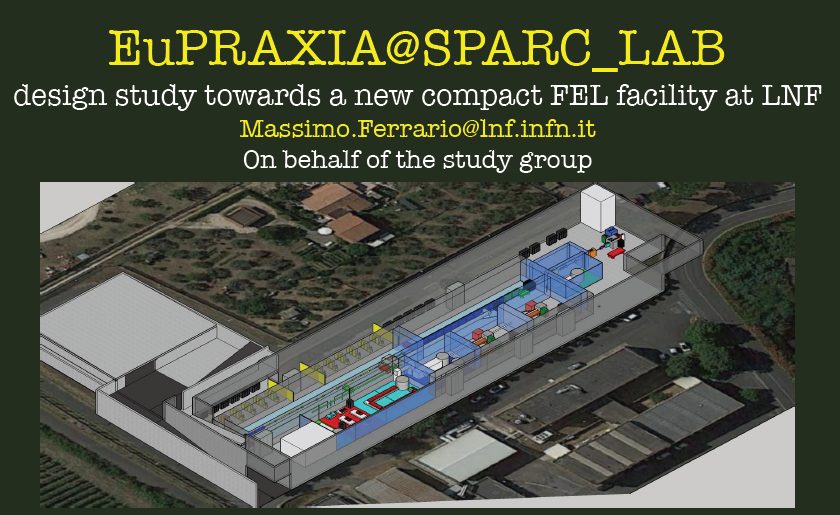 EuPRAXIA@SPARC_LAB
design study towards a new compact FEL facility at LNF
Massimo.Ferrario@lnf.infn.it
On behalf of the study group